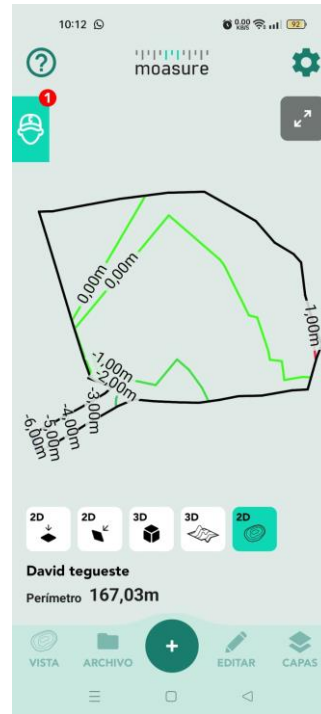 10:12
0.00 KB/S
92
?
moasure
1
0,00m
0,00m
1,00m
-1,00m
-2,00m
-3,00m
-4,00m
-5,00m
-6,00m
2D 2D 3D 3D 2D
David tegueste
Perímetro 167,03m
+
VISTA ARCHIVO EDITAR CAPAS